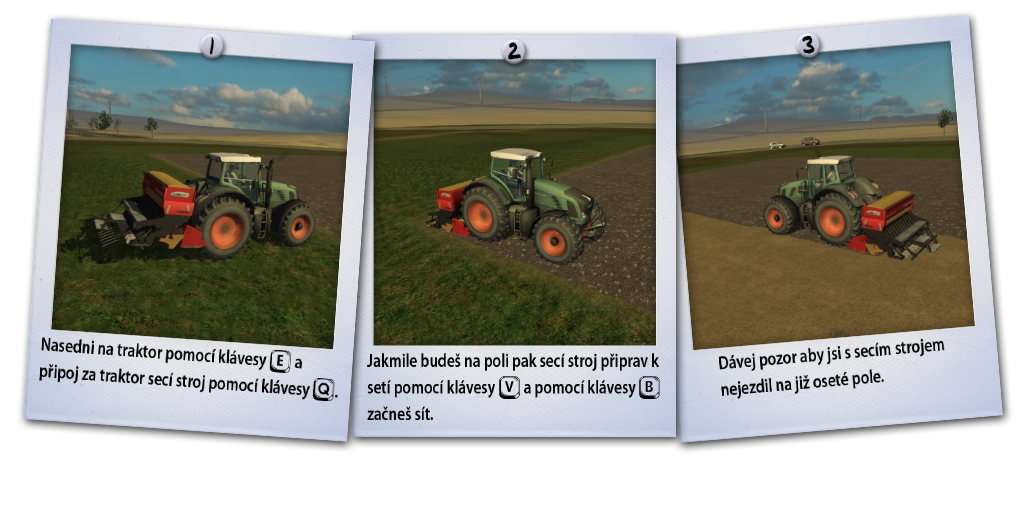 1
Nasedni na traktor pomocí klávesy E a
připoj za traktor secí stroj pomocí klávesy Q.
2
Jakmile budeš na poli pak secí stroj připrav k
setí pomocí klávesy V a pomocí klávesy B
začneš sít.
3
Dávej pozor aby jsi s secím strojem
nejezdil na již oseté pole.